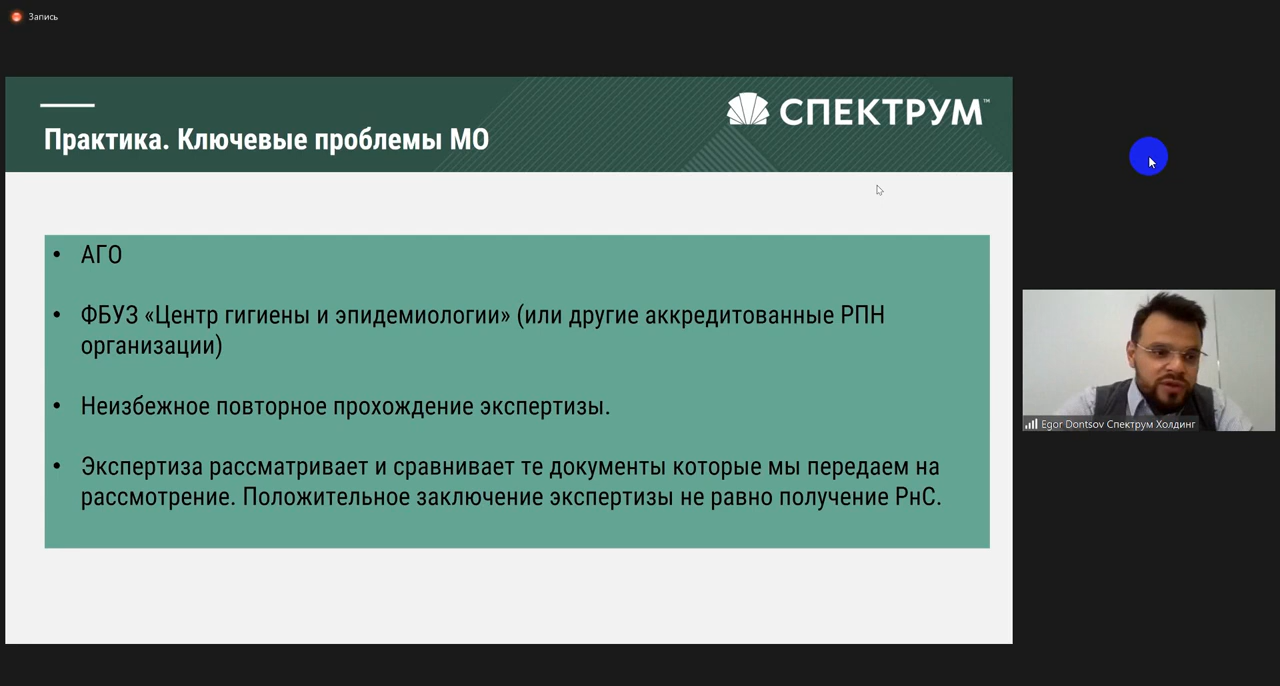 Запись
СПЕКТРУМ™
Практика. Ключевые проблемы МО
• АГО
• ФБУЗ «Центр гигиены и эпидемиологии» (или другие аккредитованные РПН
организации)
• Неизбежное повторное прохождение экспертизы.
• Экспертиза рассматривает и сравнивает те документы которые мы передаем на
рассмотрение. Положительное заключение экспертизы не равно получение РнС.
Egor Dontsov Спектрум Холдинг